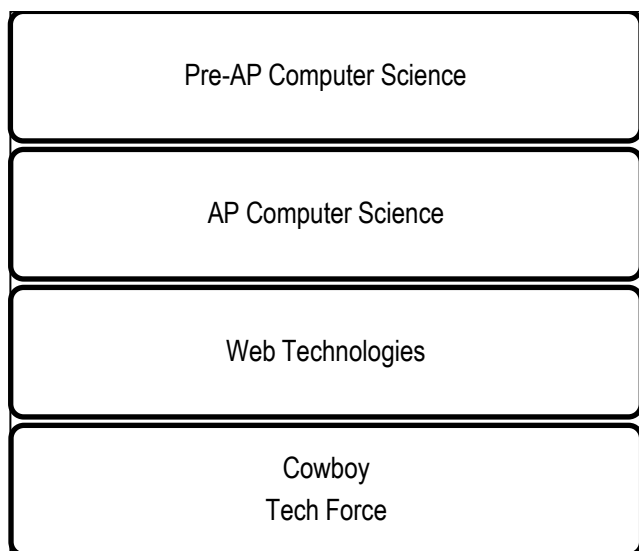 Pre-AP Computer Science
AP Computer Science
Web Technologies
Cowboy
Tech Force